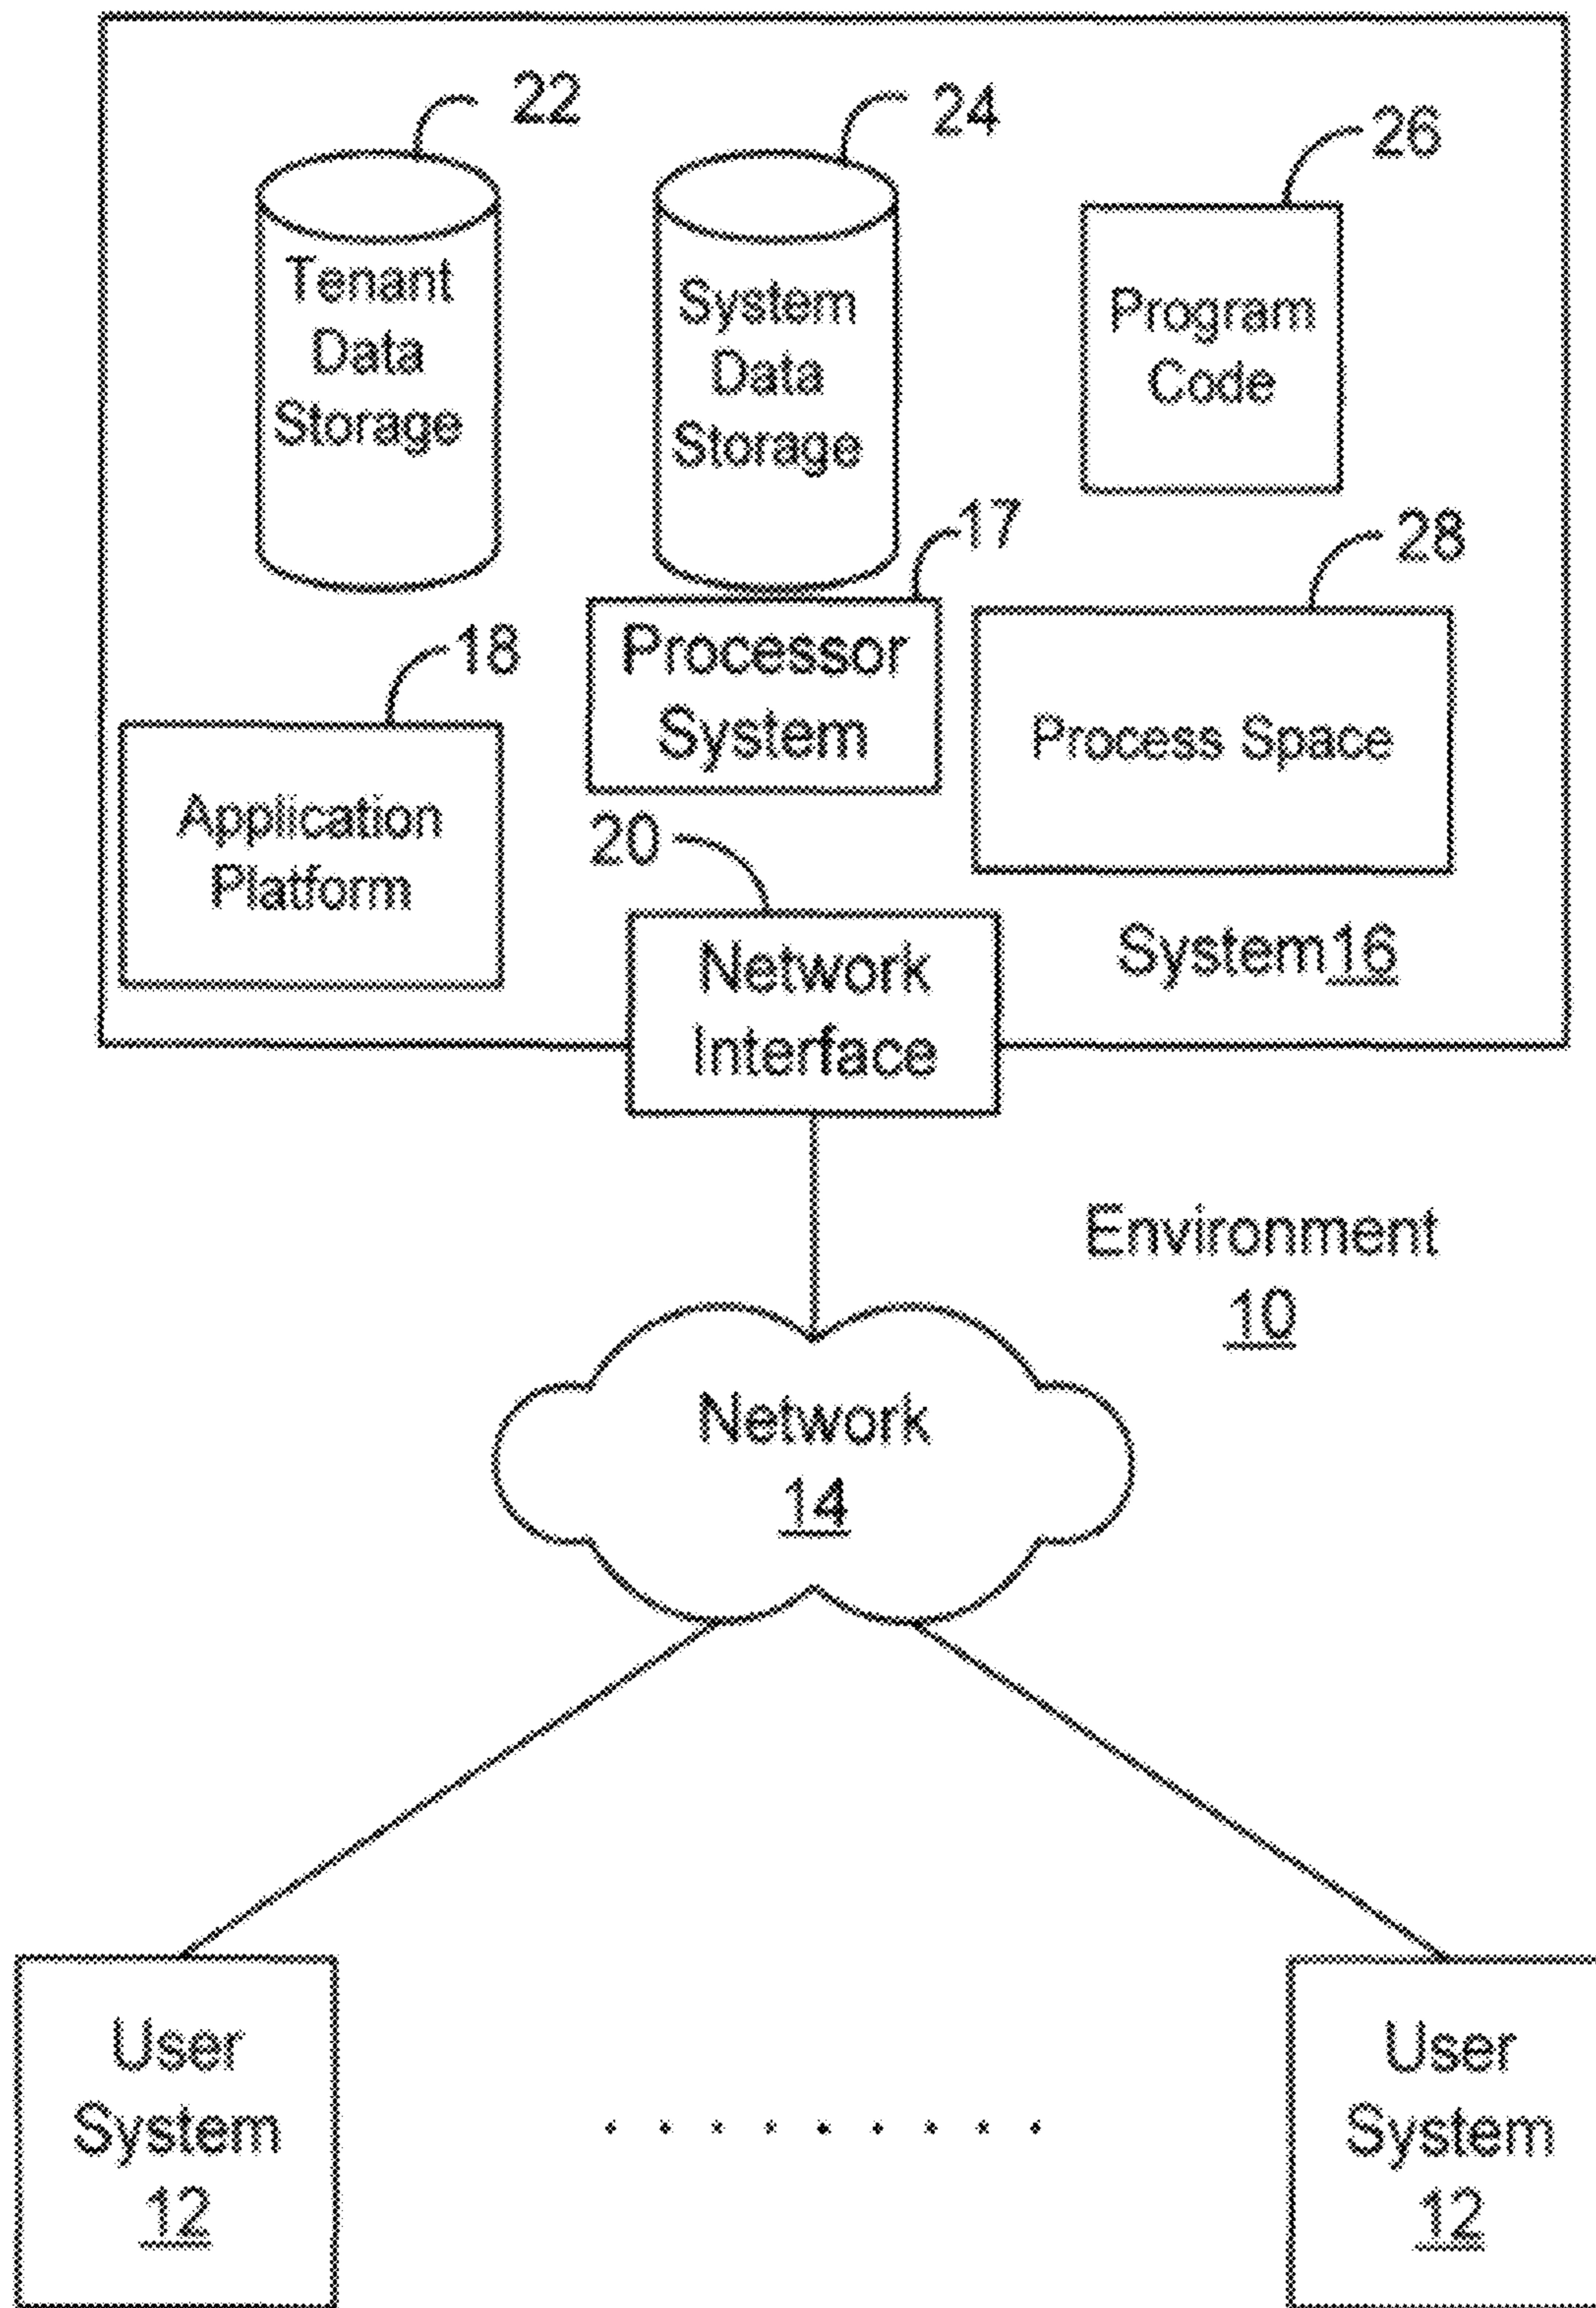 22
24
26
Tenant
Data
Storage
System
Data
Storage
Program
Code
17
28
18
Processor
System
Process Space
Application
Platform
20
Network
Interface
System 16
Environment
10
Network
14
User
System
12
User
System
12